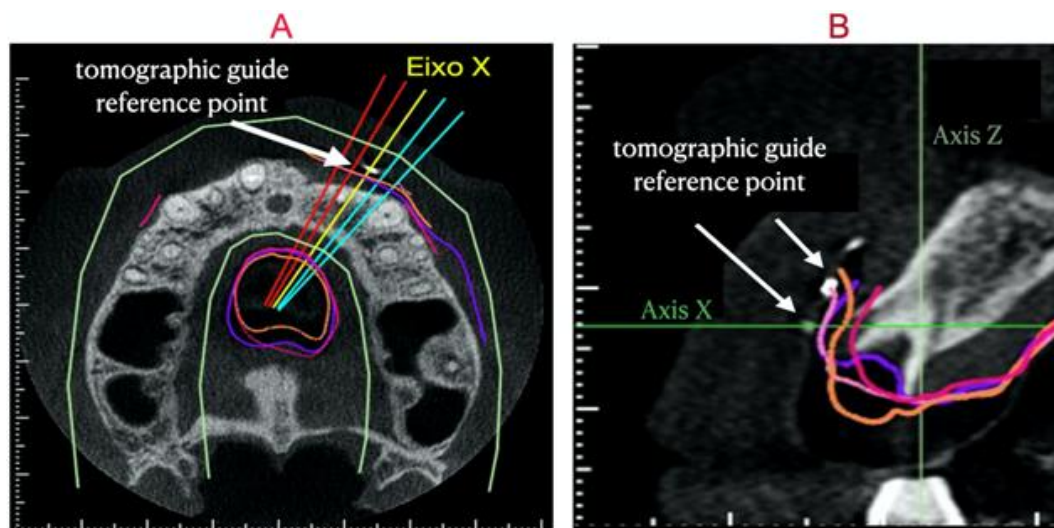 A
tomographic guide
reference point
Eixo X
B
Axis Z
tomographic guide
reference point
Axis X